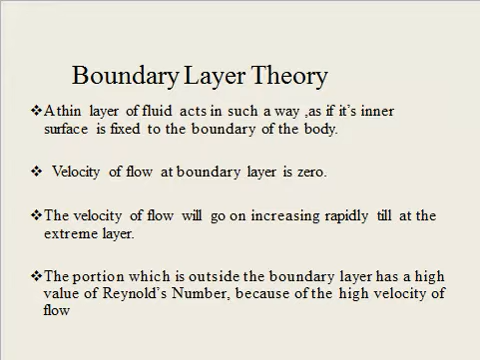 Boundary Layer Theory
❖A thin layer of fluid acts in such a way ,as if it's inner
surface is fixed to the boundary of the body.
❖ Velocity of flow at boundary layer is zero.
❖The velocity of flow will go on increasing rapidly till at the
extreme layer.
❖The portion which is outside the boundary layer has a high
value of Reynold's Number, because of the high velocity of
flow